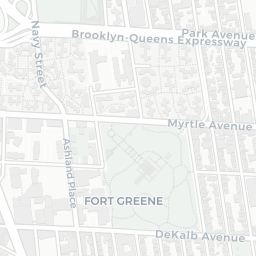 Park Avenue
Brooklyn-Queens Expressway
Navy Street
Myrtle Avenue
Ashland Place
FORT GREENE
DeKalb Avenue